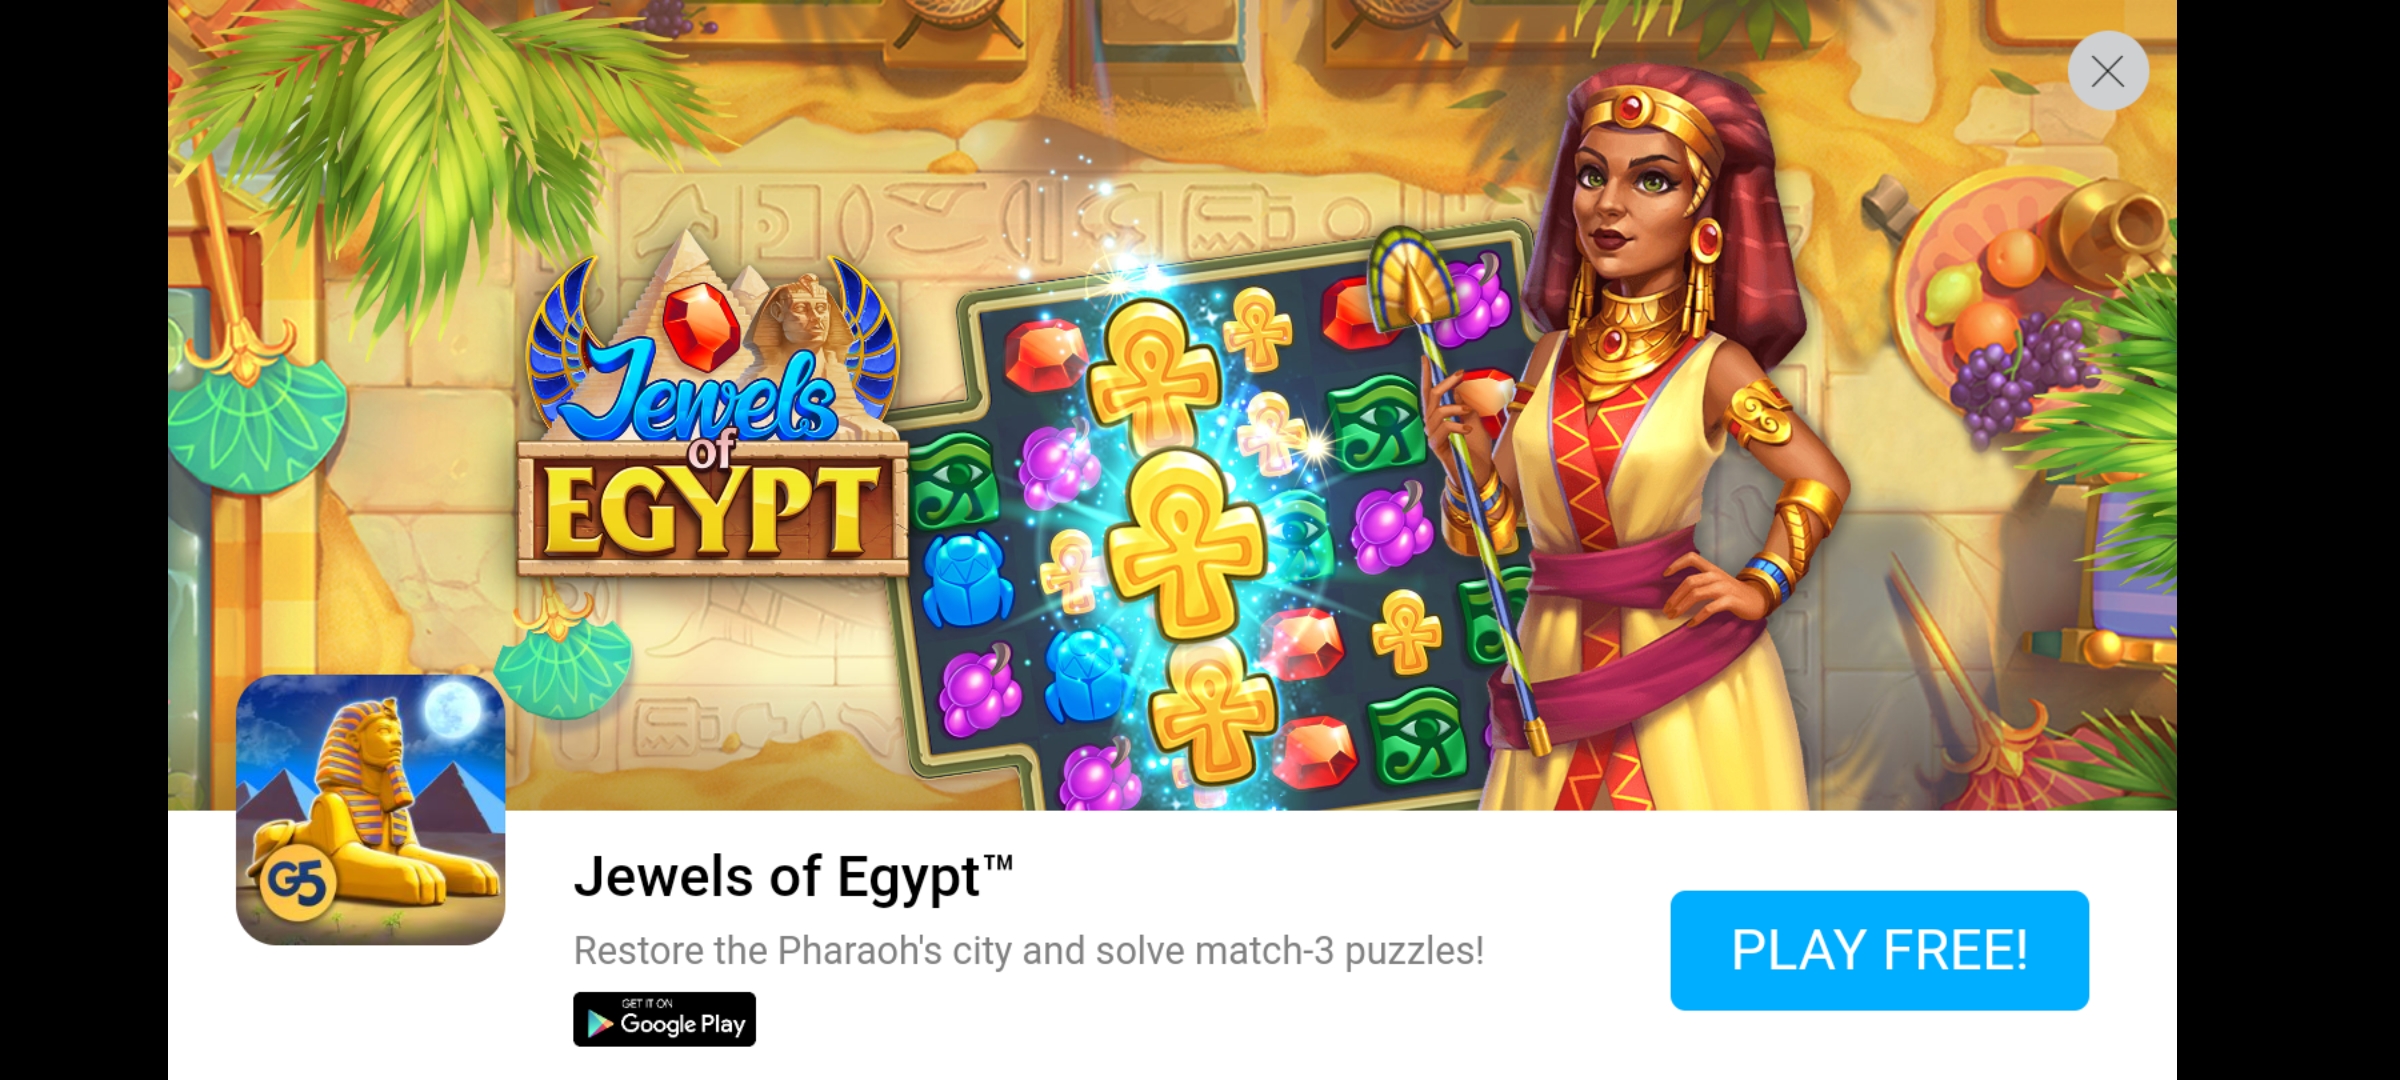 Jewels
of
EGYPT
G5
Jewels of Egypt™
Restore the Pharaoh's city and solve match-3 puzzles!
GET IT ON
Google Play
PLAY FREE!